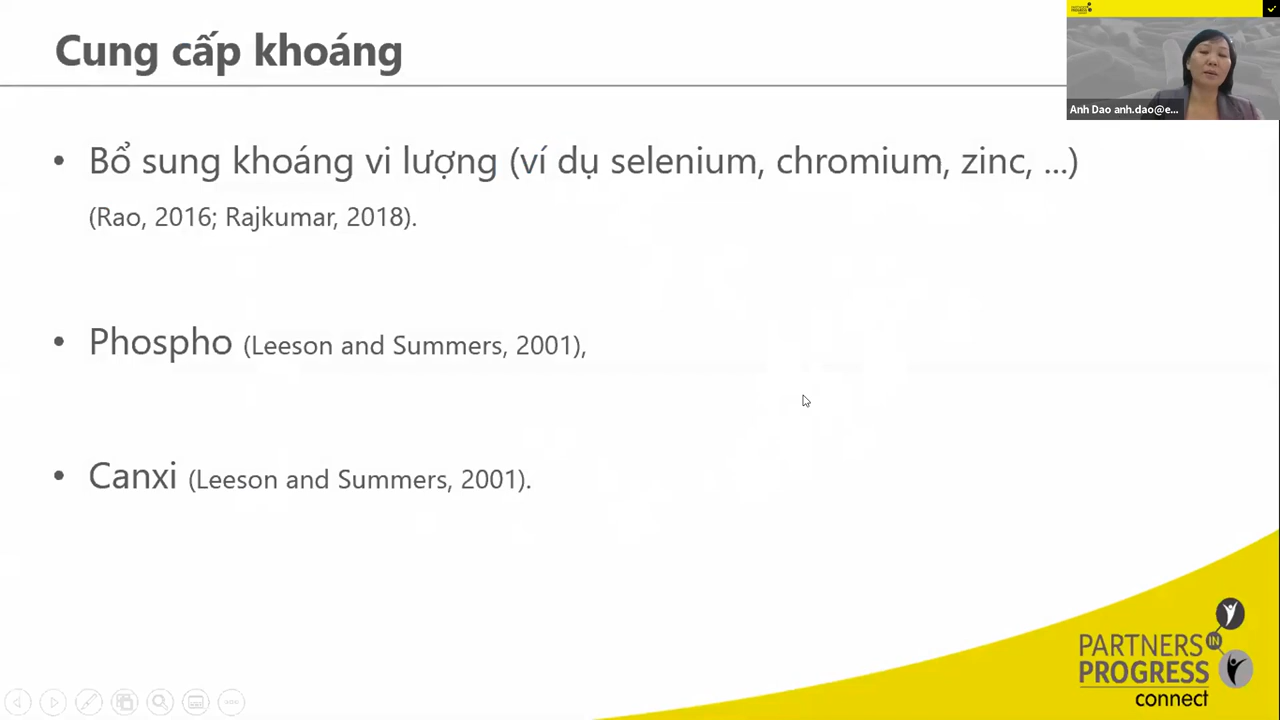 Cung cấp khoáng
Anh Dao anh.dao@e...
• Bổ sung khoáng vi lượng (ví dụ selenium, chromium, zinc, ...)
(Rao, 2016; Rajkumar, 2018).
• Phospho (Leeson and Summers, 2001),
• Canxi (Leeson and Summers, 2001).
PARTNERS
IN
PROGRESS
connect